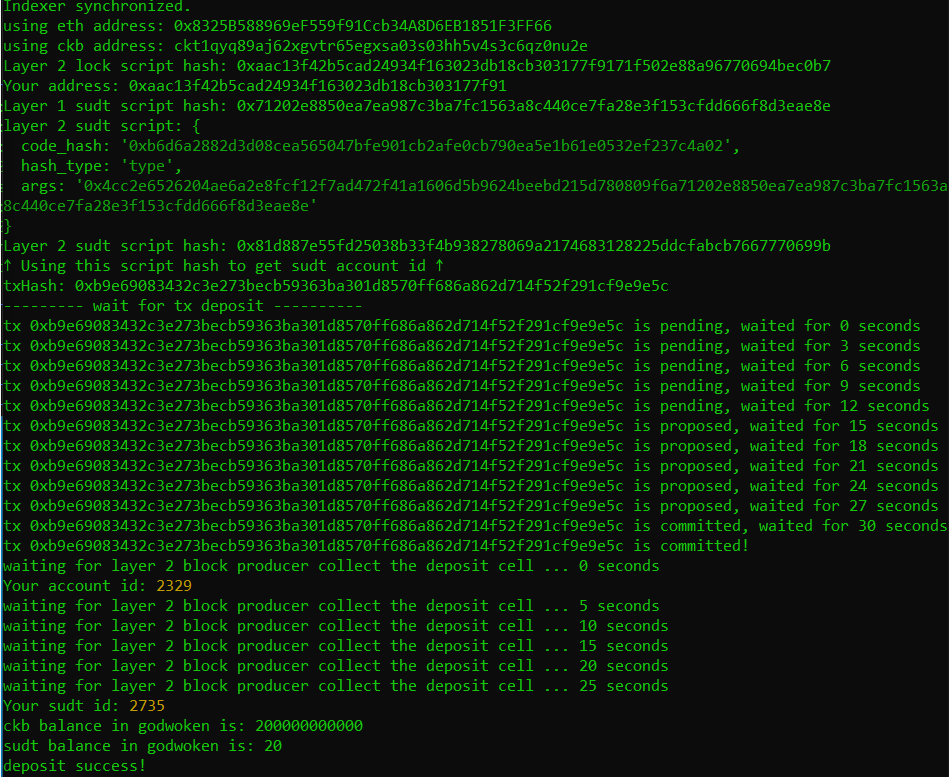 Indexer synchronized.
using eth address: 0x8325B588969eF559f91Ccb34A8D6EB1851F3FF66
using ckb address: ckt1qyq89aj62xgvtr65egxsa03s03hh5v4s3c6qz0nu2e
Layer 2 lock script hash: 0xaac13f42b5cad24934f163023db18cb303177f9171f502e88a96770694bec0b7
Your address: 0xaac13f42b5cad24934f163023db18cb303177f91
Layer 1 sudt script hash: 0x71202e8850ea7ea987c3ba7fc1563a8c440ce7fa28e3f153cfdd666f8d3eae8e
layer 2 sudt script: {
  code_hash: '0xb6d6a2882d3d08cea565047bfe901cb2afe0cb790ea5e1b61e0532ef237c4a02',
  hash_type: 'type',
  args: '0x4cc2e6526204ae6a2e8fcf12f7ad472f41a1606d5b9624beebd215d780809f6a71202e8850ea7ea987c3ba7fc1563a
8c440ce7fa28e3f153cfdd666f8d3eae8e'
}
Layer 2 sudt script hash: 0x81d887e55fd25038b33f4b938278069a2174683128225ddcfabcb7667770699b
↑ Using this script hash to get sudt account id ↑
txHash: 0xb9e69083432c3e273becb59363ba301d8570ff686a862d714f52f291cf9e9e5c
--------- wait for tx deposit ----------
tx 0xb9e69083432c3e273becb59363ba301d8570ff686a862d714f52f291cf9e9e5c is pending, waited for 0 seconds
tx 0xb9e69083432c3e273becb59363ba301d8570ff686a862d714f52f291cf9e9e5c is pending, waited for 3 seconds
tx 0xb9e69083432c3e273becb59363ba301d8570ff686a862d714f52f291cf9e9e5c is pending, waited for 6 seconds
tx 0xb9e69083432c3e273becb59363ba301d8570ff686a862d714f52f291cf9e9e5c is pending, waited for 9 seconds
tx 0xb9e69083432c3e273becb59363ba301d8570ff686a862d714f52f291cf9e9e5c is pending, waited for 12 seconds
tx 0xb9e69083432c3e273becb59363ba301d8570ff686a862d714f52f291cf9e9e5c is proposed, waited for 15 seconds
tx 0xb9e69083432c3e273becb59363ba301d8570ff686a862d714f52f291cf9e9e5c is proposed, waited for 18 seconds
tx 0xb9e69083432c3e273becb59363ba301d8570ff686a862d714f52f291cf9e9e5c is proposed, waited for 21 seconds
tx 0xb9e69083432c3e273becb59363ba301d8570ff686a862d714f52f291cf9e9e5c is proposed, waited for 24 seconds
tx 0xb9e69083432c3e273becb59363ba301d8570ff686a862d714f52f291cf9e9e5c is proposed, waited for 27 seconds
tx 0xb9e69083432c3e273becb59363ba301d8570ff686a862d714f52f291cf9e9e5c is committed, waited for 30 seconds
tx 0xb9e69083432c3e273becb59363ba301d8570ff686a862d714f52f291cf9e9e5c is committed!
waiting for layer 2 block producer collect the deposit cell ... 0 seconds
Your account id: 2329
waiting for layer 2 block producer collect the deposit cell ... 5 seconds
waiting for layer 2 block producer collect the deposit cell ... 10 seconds
waiting for layer 2 block producer collect the deposit cell ... 15 seconds
waiting for layer 2 block producer collect the deposit cell ... 20 seconds
waiting for layer 2 block producer collect the deposit cell ... 25 seconds
Your sudt id: 2735
ckb balance in godwoken is: 200000000000
sudt balance in godwoken is: 20
deposit success!